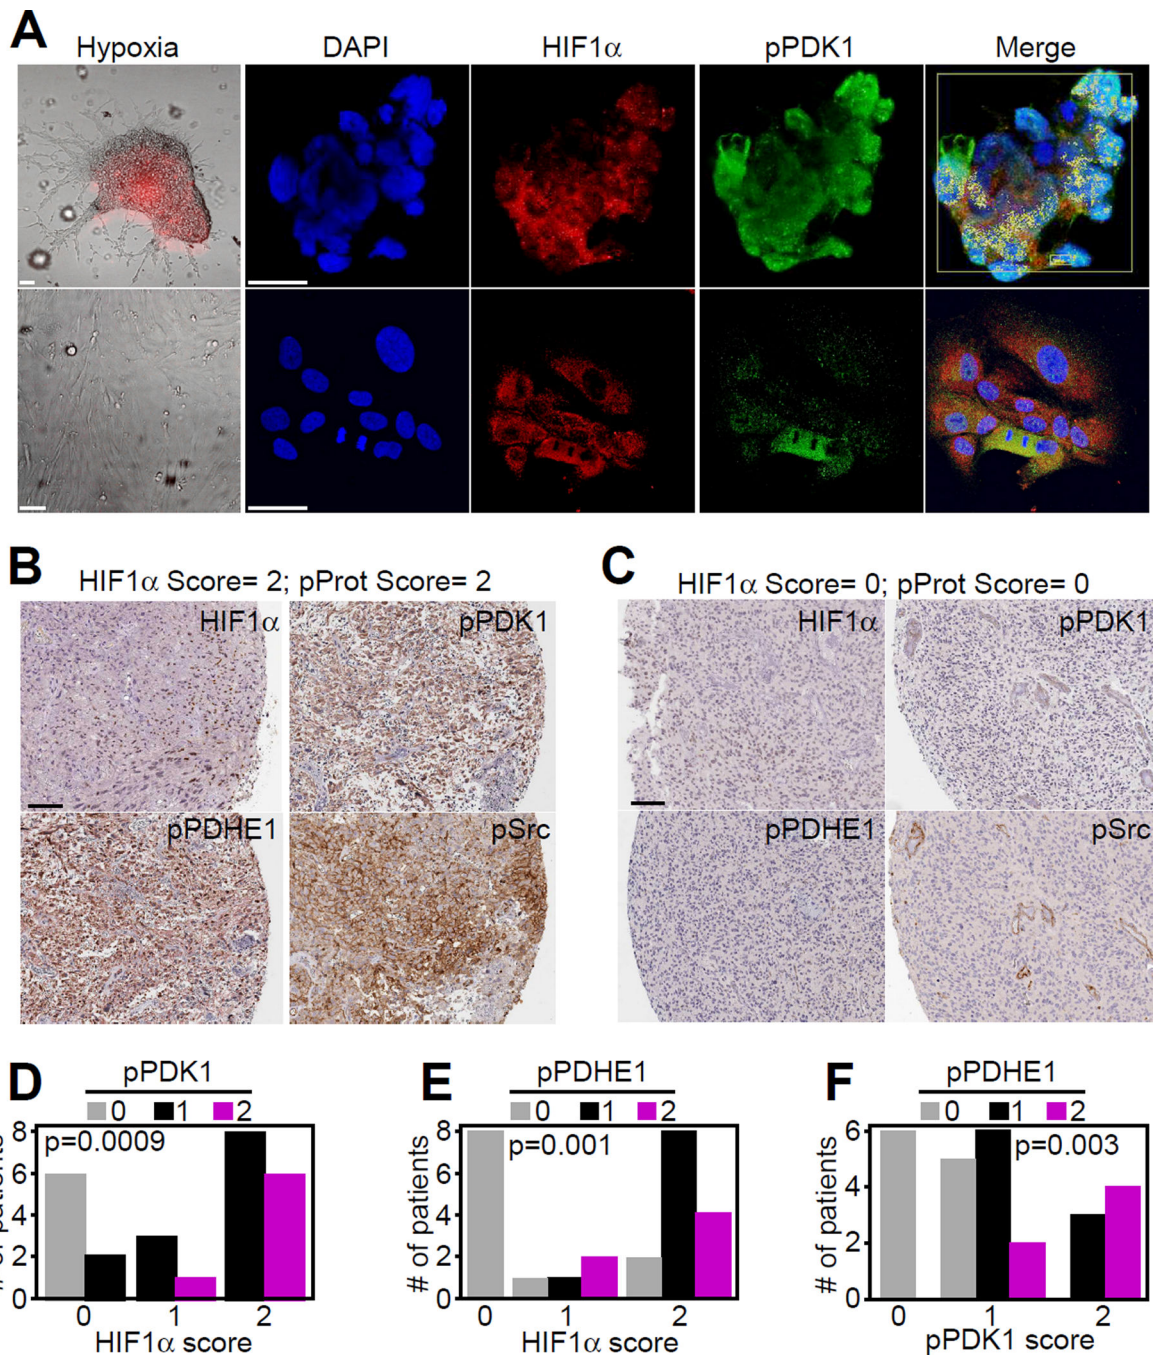 A
Hypoxia DAPI HIF1α pPDK1 Merge
B
HIF1α Score= 2; pProt Score= 2
HIF1α pPDK1
pPDHE1 pSrc
C
HIF1α Score= 0; pProt Score= 0
HIF1α pPDK1
pPDHE1 pSrc
D
pPDK1
0 1 2
p=0.0009
8
6
4
2
0
# of patients
0 1 2
HIF1α score
E
pPDHE1
0 1 2
p=0.001
8
6
4
2
0
# of patients
0 1 2
HIF1α score
F
pPDHE1
0 1 2
p=0.003
6
4
2
0
# of patients
0 1 2
pPDK1 score